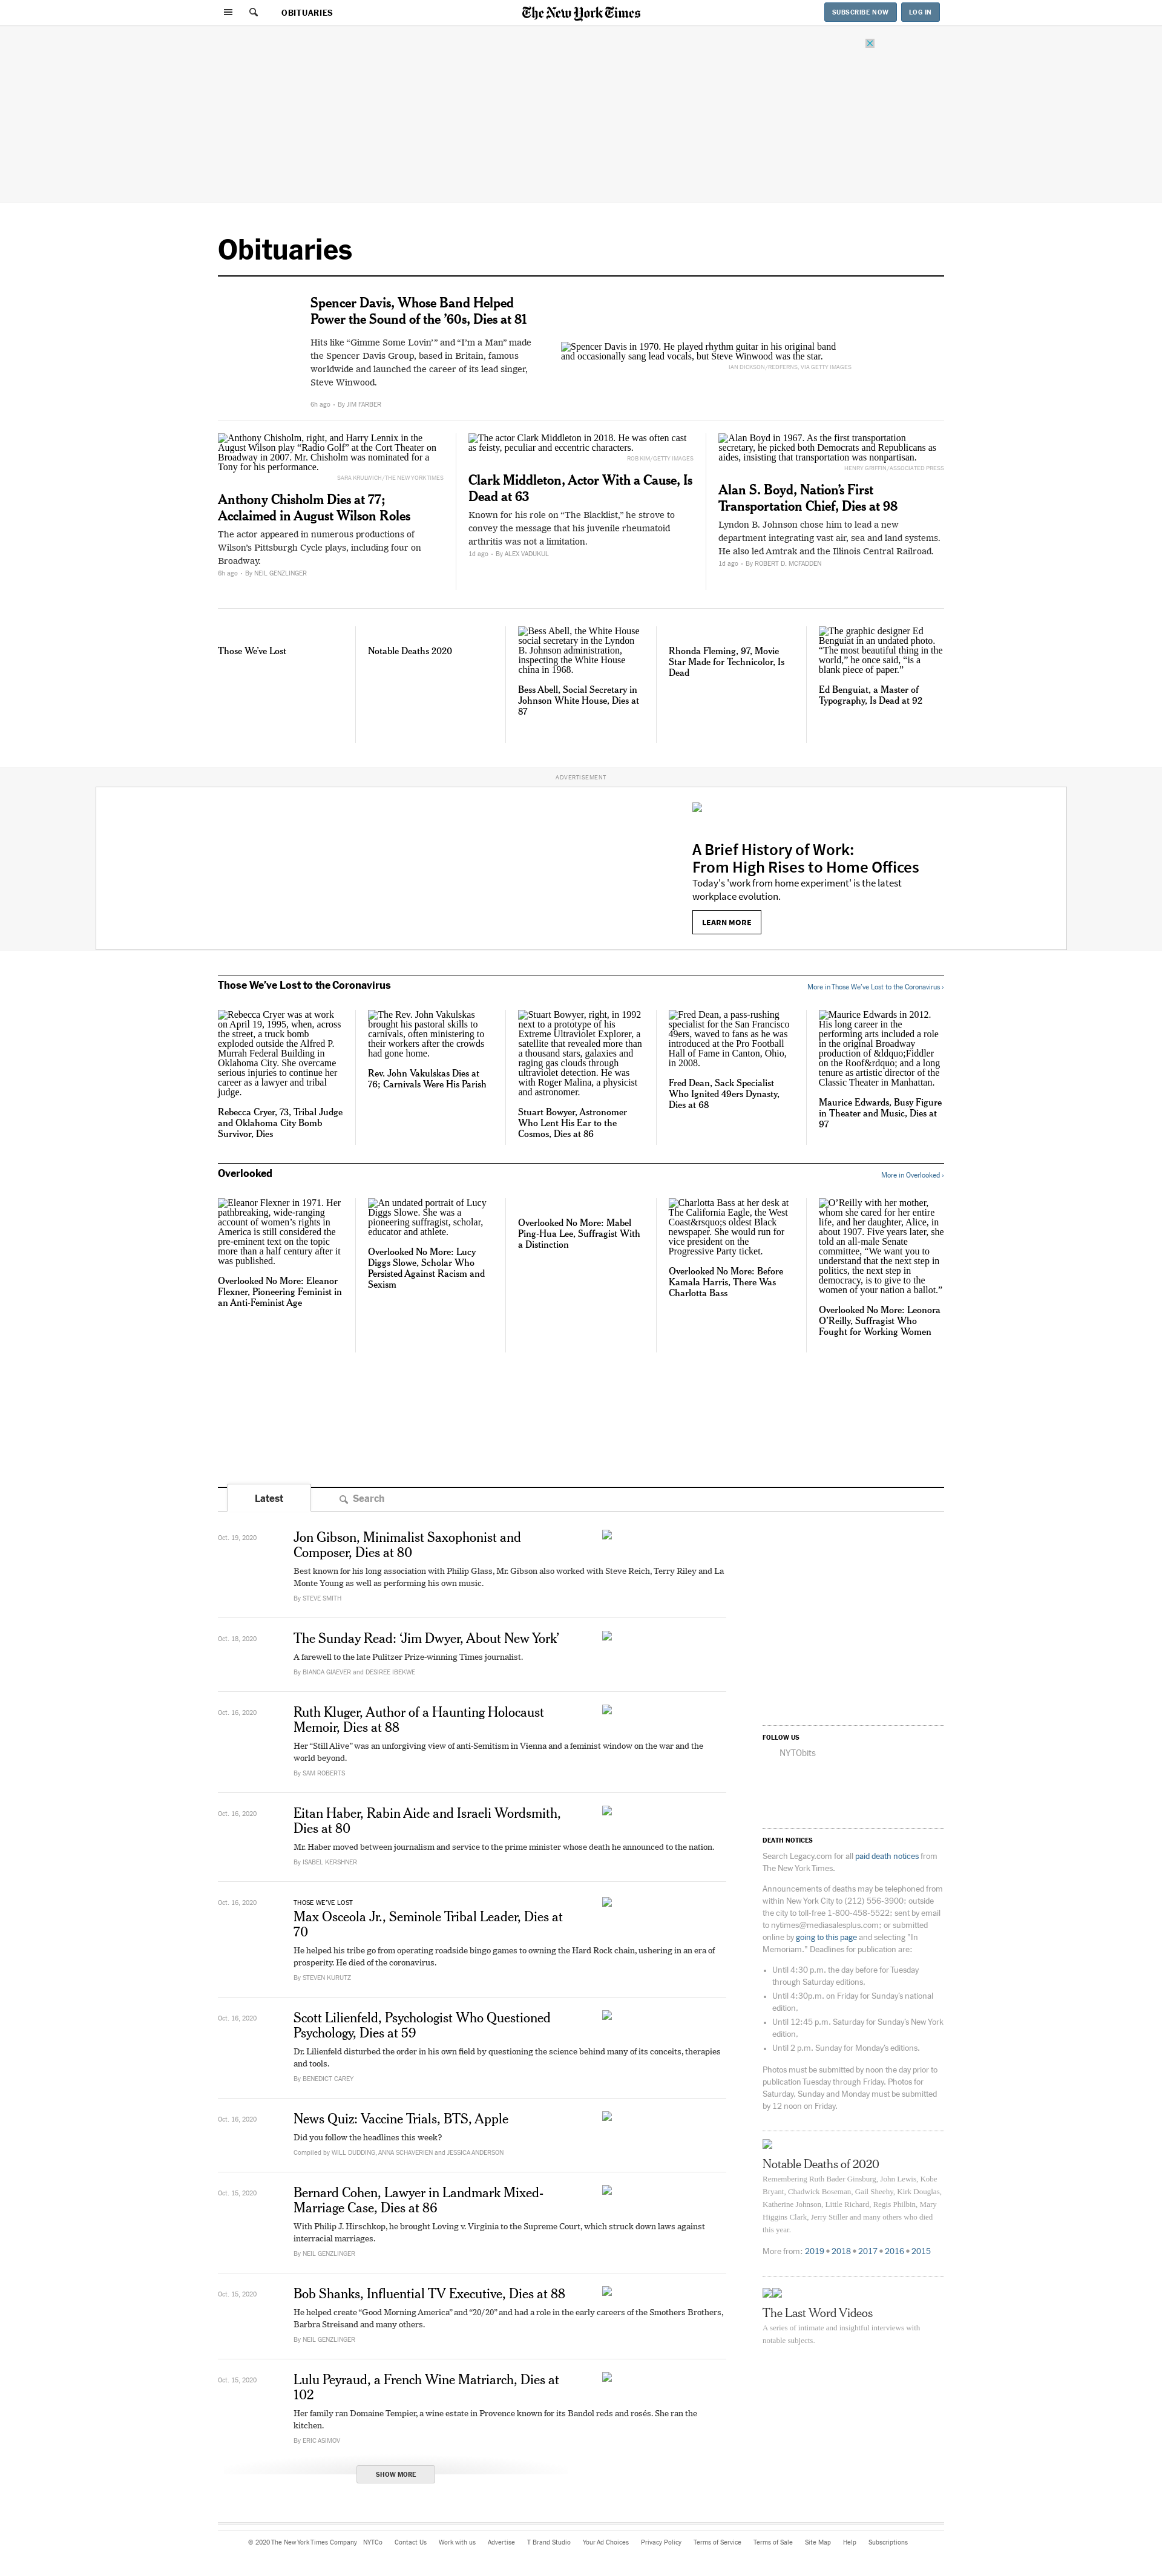 OBITUARIES
The New York Times
SUBSCRIBE NOW
LOG IN
Obituaries
Spencer Davis, Whose Band Helped
Power the Sound of the ’60s, Dies at 81
Hits like “Gimme Some Lovin’” and “I’m a Man” made
the Spencer Davis Group, based in Britain, famous
worldwide and launched the career of its lead singer,
Steve Winwood.
6h ago • By JIM FARBER
Spencer Davis in 1970. He played rhythm guitar in his original band
and occasionally sang lead vocals, but Steve Winwood was the star.
IAN DICKSON/REDFERNS, VIA GETTY IMAGES
Anthony Chisholm, right, and Harry Lennix in the
August Wilson play “Radio Golf” at the Cort Theater on
Broadway in 2007. Mr. Chisholm was nominated for a
Tony for his performance.
SARA KRULWICH/THE NEW YORK TIMES
Anthony Chisholm Dies at 77;
Acclaimed in August Wilson Roles
The actor appeared in numerous productions of
Wilson’s Pittsburgh Cycle plays, including four on
Broadway.
6h ago • By NEIL GENZLINGER
The actor Clark Middleton in 2018. He was often cast
as feisty, peculiar and eccentric characters.
ROB KIM/GETTY IMAGES
Clark Middleton, Actor With a Cause, Is
Dead at 63
Known for his role on “The Blacklist,” he strove to
convey the message that his juvenile rheumatoid
arthritis was not a limitation.
1d ago • By ALEX VADUKUL
Alan Boyd in 1967. As the first transportation
secretary, he picked both Democrats and Republicans as
aides, insisting that transportation was nonpartisan.
HENRY GRIFFIN/ASSOCIATED PRESS
Alan S. Boyd, Nation’s First
Transportation Chief, Dies at 98
Lyndon B. Johnson chose him to lead a new
department integrating vast air, sea and land systems.
He also led Amtrak and the Illinois Central Railroad.
1d ago • By ROBERT D. MCFADDEN
Those We’ve Lost
Notable Deaths 2020
Bess Abell, the White House
social secretary in the Lyndon
B. Johnson administration,
inspecting the White House
china in 1968.
Bess Abell, Social Secretary in
Johnson White House, Dies at
87
Rhonda Fleming, 97, Movie
Star Made for Technicolor, Is
Dead
The graphic designer Ed
Benguiat in an undated photo.
“The most beautiful thing in the
world,” he once said, “is a
blank piece of paper.”
Ed Benguiat, a Master of
Typography, Is Dead at 92
ADVERTISEMENT
A Brief History of Work:
From High Rises to Home Offices
Today's 'work from home experiment' is the latest
workplace evolution.
LEARN MORE
Those We’ve Lost to the Coronavirus
More in Those We’ve Lost to the Coronavirus ›
Rebecca Cryer was at work
on April 19, 1995, when, across
the street, a truck bomb
exploded outside the Alfred P.
Murrah Federal Building in
Oklahoma City. She overcame
serious injuries to continue her
career as a lawyer and tribal
judge.
Rebecca Cryer, 73, Tribal Judge
and Oklahoma City Bomb
Survivor, Dies
The Rev. John Vakulskas
brought his pastoral skills to
carnivals, often ministering to
their workers after the crowds
had gone home.
Rev. John Vakulskas Dies at
76; Carnivals Were His Parish
Stuart Bowyer, right, in 1992
next to a prototype of his
Extreme Ultraviolet Explorer, a
satellite that revealed more than
a thousand stars, galaxies and
raging gas clouds through
ultraviolet detection. He was
with Roger Malina, a physicist
and astronomer.
Stuart Bowyer, Astronomer
Who Lent His Ear to the
Cosmos, Dies at 86
Fred Dean, a pass-rushing
specialist for the San Francisco
49ers, waved to fans as he was
introduced at the Pro Football
Hall of Fame in Canton, Ohio,
in 2008.
Fred Dean, Sack Specialist
Who Ignited 49ers Dynasty,
Dies at 68
Maurice Edwards in 2012.
His long career in the
performing arts included a role
in the original Broadway
production of &ldquo;Fiddler
on the Roof&rdquo; and a long
tenure as artistic director of the
Classic Theater in Manhattan.
Maurice Edwards, Busy Figure
in Theater and Music, Dies at
97
Overlooked
More in Overlooked ›
Eleanor Flexner in 1971. Her
pathbreaking, wide-ranging
account of women’s rights in
America is still considered the
pre-eminent text on the topic
more than a half century after it
was published.
Overlooked No More: Eleanor
Flexner, Pioneering Feminist in
an Anti-Feminist Age
An undated portrait of Lucy
Diggs Slowe. She was a
pioneering suffragist, scholar,
educator and athlete.
Overlooked No More: Lucy
Diggs Slowe, Scholar Who
Persisted Against Racism and
Sexism
Overlooked No More: Mabel
Ping-Hua Lee, Suffragist With
a Distinction
Charlotta Bass at her desk at
The California Eagle, the West
Coast&rsquo;s oldest Black
newspaper. She would run for
vice president on the
Progressive Party ticket.
Overlooked No More: Before
Kamala Harris, There Was
Charlotta Bass
O’Reilly with her mother,
whom she cared for her entire
life, and her daughter, Alice, in
about 1907. Five years later, she
told an all-male Senate
committee, “We want you to
understand that the next step in
politics, the next step in
democracy, is to give to the
women of your nation a ballot.”
Overlooked No More: Leonora
O’Reilly, Suffragist Who
Fought for Working Women
Latest
Search
Oct. 19, 2020
Jon Gibson, Minimalist Saxophonist and
Composer, Dies at 80
Best known for his long association with Philip Glass, Mr. Gibson also worked with Steve Reich, Terry Riley and La
Monte Young as well as performing his own music.
By STEVE SMITH
Oct. 18, 2020
The Sunday Read: ‘Jim Dwyer, About New York’
A farewell to the late Pulitzer Prize-winning Times journalist.
By BIANCA GIAEVER and DESIREE IBEKWE
Oct. 16, 2020
Ruth Kluger, Author of a Haunting Holocaust
Memoir, Dies at 88
Her “Still Alive” was an unforgiving view of anti-Semitism in Vienna and a feminist window on the war and the
world beyond.
By SAM ROBERTS
Oct. 16, 2020
Eitan Haber, Rabin Aide and Israeli Wordsmith,
Dies at 80
Mr. Haber moved between journalism and service to the prime minister whose death he announced to the nation.
By ISABEL KERSHNER
Oct. 16, 2020
THOSE WE’VE LOST
Max Osceola Jr., Seminole Tribal Leader, Dies at
70
He helped his tribe go from operating roadside bingo games to owning the Hard Rock chain, ushering in an era of
prosperity. He died of the coronavirus.
By STEVEN KURUTZ
Oct. 16, 2020
Scott Lilienfeld, Psychologist Who Questioned
Psychology, Dies at 59
Dr. Lilienfeld disturbed the order in his own field by questioning the science behind many of its conceits, therapies
and tools.
By BENEDICT CAREY
Oct. 16, 2020
News Quiz: Vaccine Trials, BTS, Apple
Did you follow the headlines this week?
Compiled by WILL DUDDING, ANNA SCHAVERIEN and JESSICA ANDERSON
Oct. 15, 2020
Bernard Cohen, Lawyer in Landmark Mixed-
Marriage Case, Dies at 86
With Philip J. Hirschkop, he brought Loving v. Virginia to the Supreme Court, which struck down laws against
interracial marriages.
By NEIL GENZLINGER
Oct. 15, 2020
Bob Shanks, Influential TV Executive, Dies at 88
He helped create “Good Morning America” and “20/20” and had a role in the early careers of the Smothers Brothers,
Barbra Streisand and many others.
By NEIL GENZLINGER
Oct. 15, 2020
Lulu Peyraud, a French Wine Matriarch, Dies at
102
Her family ran Domaine Tempier, a wine estate in Provence known for its Bandol reds and rosés. She ran the
kitchen.
By ERIC ASIMOV
SHOW MORE
FOLLOW US
NYTObits
DEATH NOTICES
Search Legacy.com for all paid death notices from
The New York Times.
Announcements of deaths may be telephoned from
within New York City to (212) 556-3900; outside
the city to toll-free 1-800-458-5522; sent by email
to nytimes@mediasalesplus.com; or submitted
online by going to this page and selecting "In
Memoriam." Deadlines for publication are:
• Until 4:30 p.m. the day before for Tuesday
through Saturday editions.
• Until 4:30p.m. on Friday for Sunday's national
edition.
• Until 12:45 p.m. Saturday for Sunday's New York
edition.
• Until 2 p.m. Sunday for Monday's editions.
Photos must be submitted by noon the day prior to
publication Tuesday through Friday. Photos for
Saturday, Sunday and Monday must be submitted
by 12 noon on Friday.
Notable Deaths of 2020
Remembering Ruth Bader Ginsburg, John Lewis, Kobe
Bryant, Chadwick Boseman, Gail Sheehy, Kirk Douglas,
Katherine Johnson, Little Richard, Regis Philbin, Mary
Higgins Clark, Jerry Stiller and many others who died
this year.
More from: 2019 • 2018 • 2017 • 2016 • 2015
The Last Word Videos
A series of intimate and insightful interviews with
notable subjects.
© 2020 The New York Times Company NYTCo Contact Us Work with us Advertise T Brand Studio Your Ad Choices Privacy Policy Terms of Service Terms of Sale Site Map Help Subscriptions